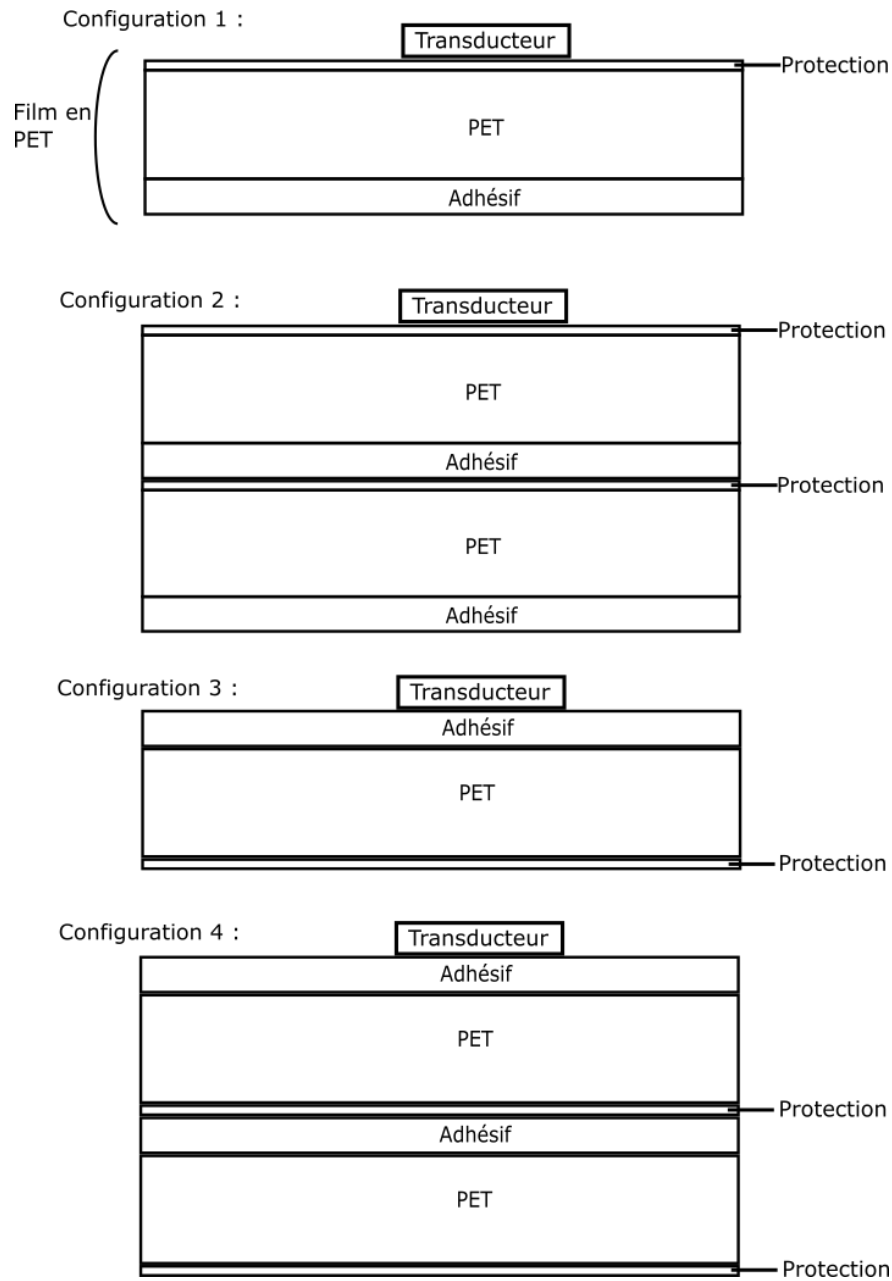 Configuration 1 :
Transducteur
Protection
Film en
PET
PET
Adhésif
Configuration 2 :
Transducteur
Protection
PET
Adhésif
Protection
PET
Adhésif
Configuration 3 :
Transducteur
Adhésif
PET
Protection
Configuration 4 :
Transducteur
Adhésif
PET
Protection
Adhésif
PET
Protection